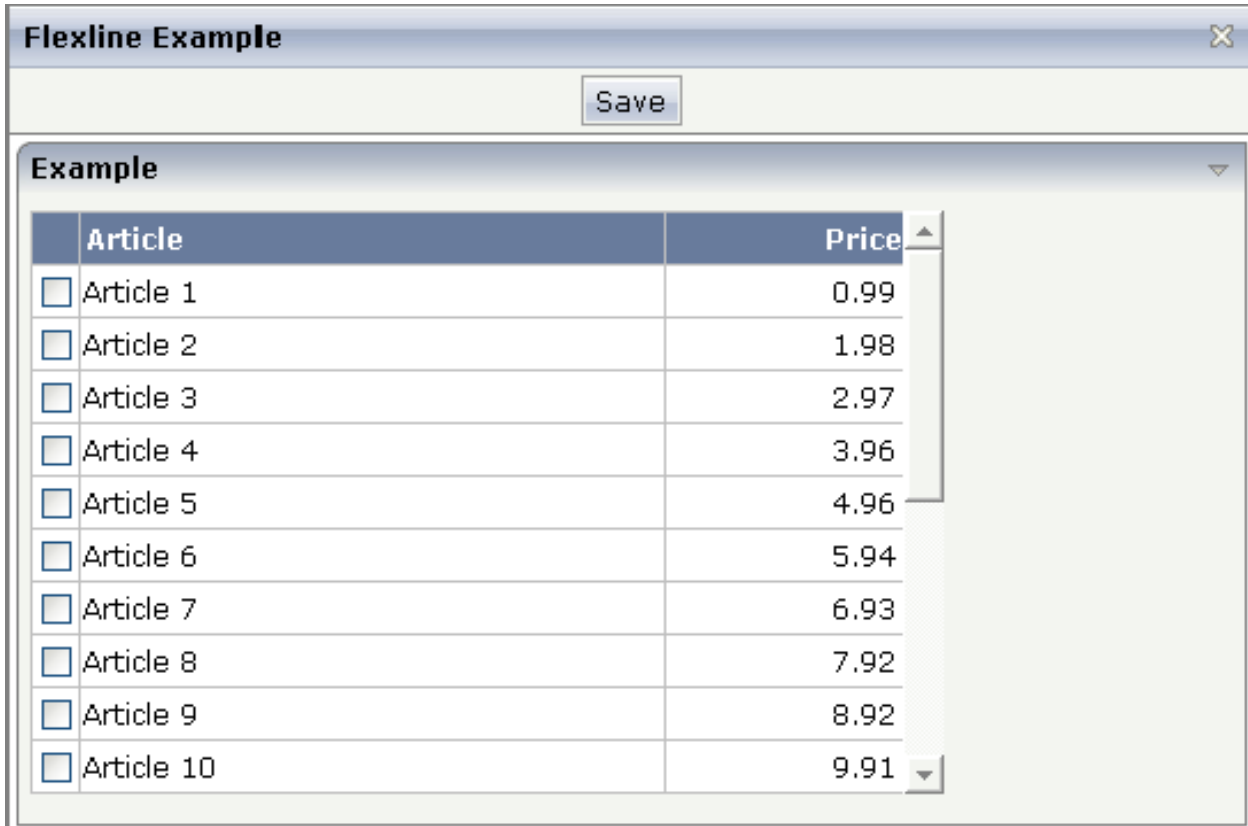 Flexline Example
Save
Example
Article Price
Article 1 0.99
Article 2 1.98
Article 3 2.97
Article 4 3.96
Article 5 4.96
Article 6 5.94
Article 7 6.93
Article 8 7.92
Article 9 8.92
Article 10 9.91